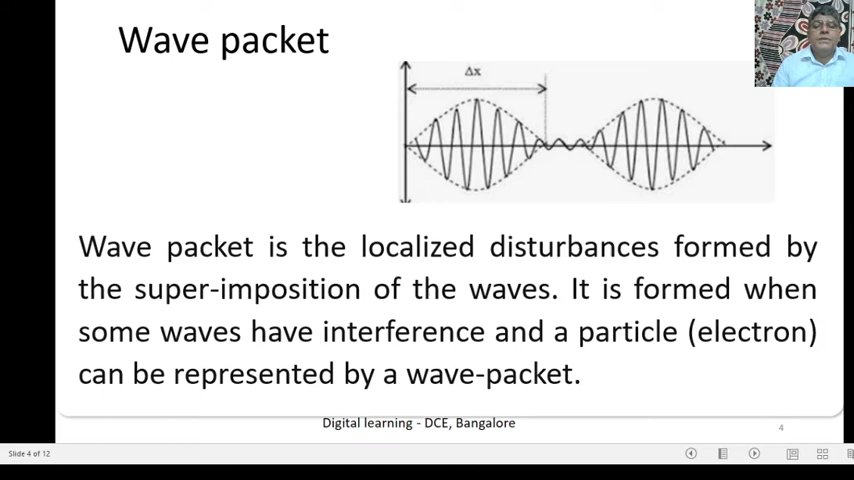 Wave packet
Δx
Wave packet is the localized disturbances formed by
the super-imposition of the waves. It is formed when
some waves have interference and a particle (electron)
can be represented by a wave-packet.
Digital learning - DCE, Bangalore
4
Slide 4 of 12